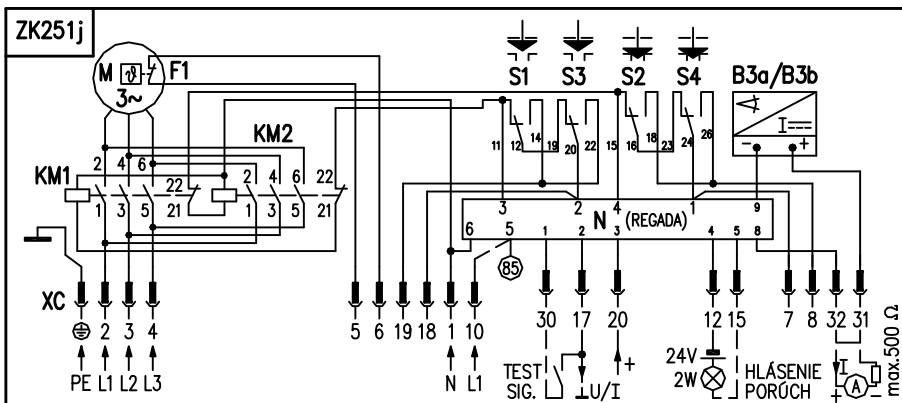 ZK251j
S1 S3 S2 S4 B3a/B3b
M ϑ F1
3~
I
- +
KM2
11 12 14 19 20 22 15 16 18 23 24 26
2 4 6
22
2 4 6 22
KM1
1 3 5 21
1 3 5 21
3 2 4 1 9
N (REGADA)
6 5 1 2 3 4 5 8
85
XC
2 3 4 5 6 19 18 1 10 30 17 20 12 15 7 8 32 31
PE L1 L2 L3 N L1
TEST
SIG.
U/I
+
24V
2W
HLÁSENIE
PORÚCH
I
A
+ -
max.500 Ω